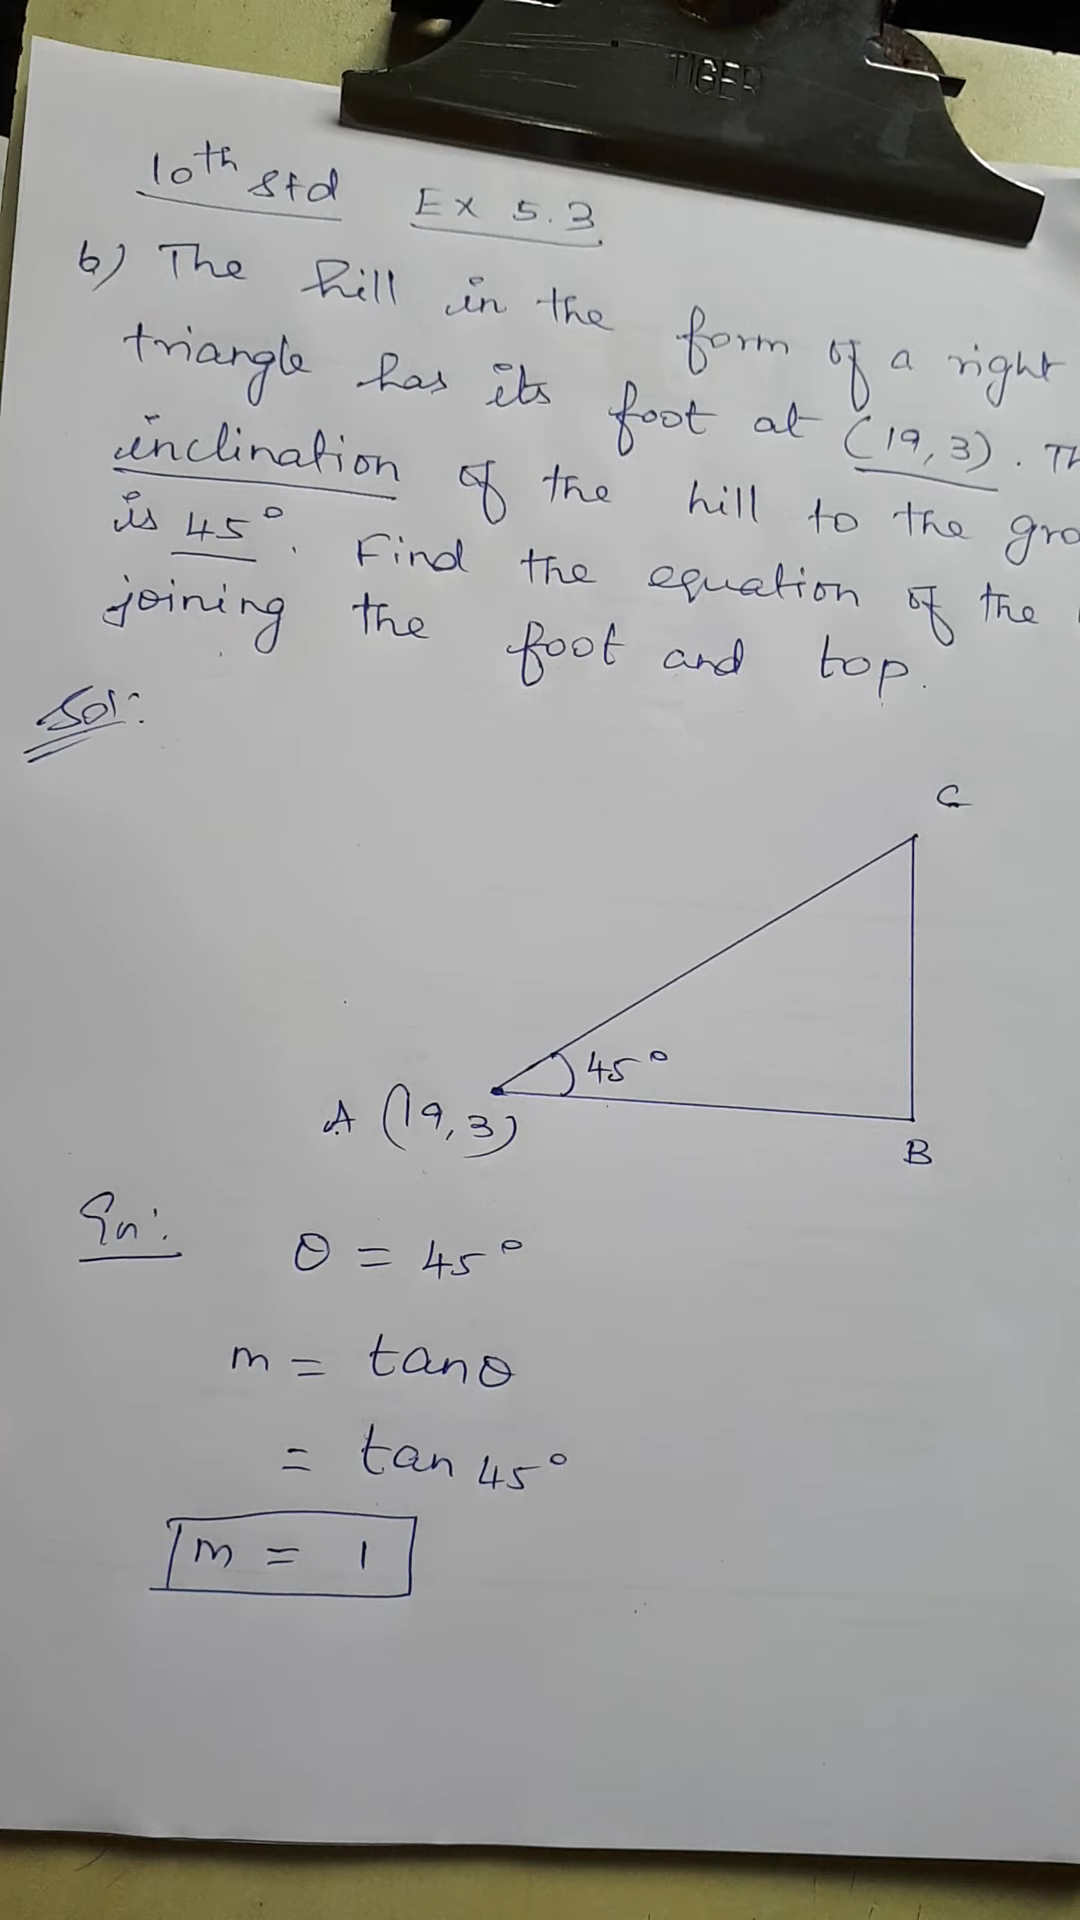 TIGER
10th std Ex 5.3
6) The hill in the form of a right
triangle has its foot at (19,3). Th
inclination of the hill to the gro
is 45°. Find the equation of the
joining the foot and top.
Sol:
C
45°
A (19,3)
B
Gn:
θ = 45°
m = tanθ
= tan 45°
m = 1